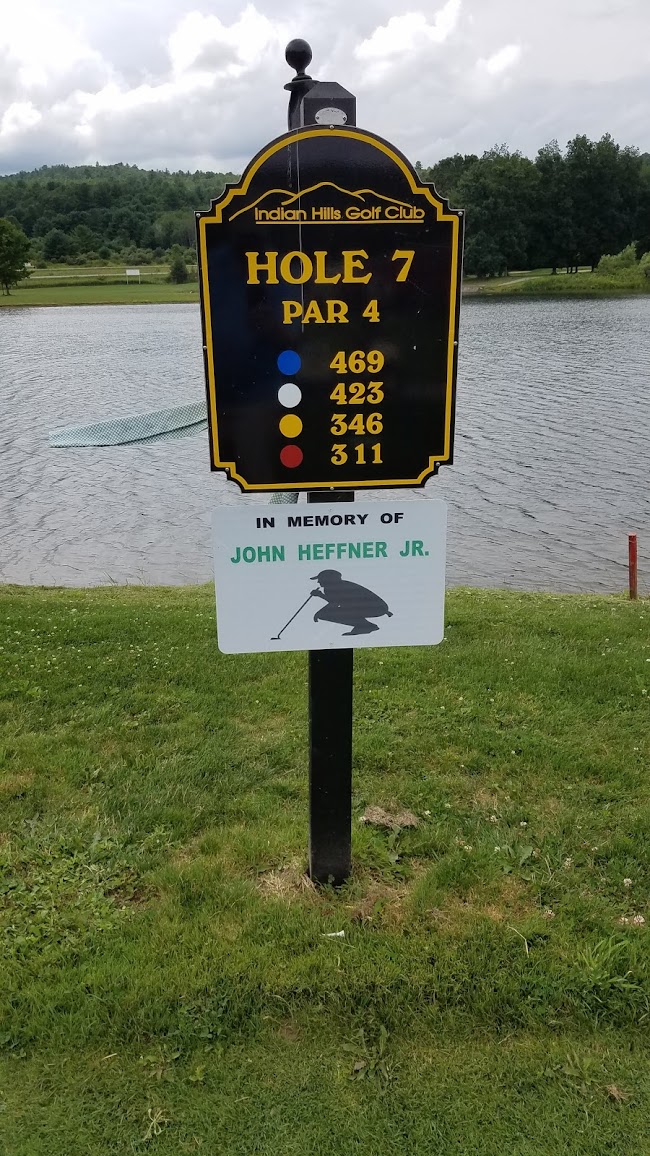 Indian Hills Golf Club
HOLE 7
PAR 4
469
423
346
311
IN MEMORY OF
JOHN HEFFNER JR.